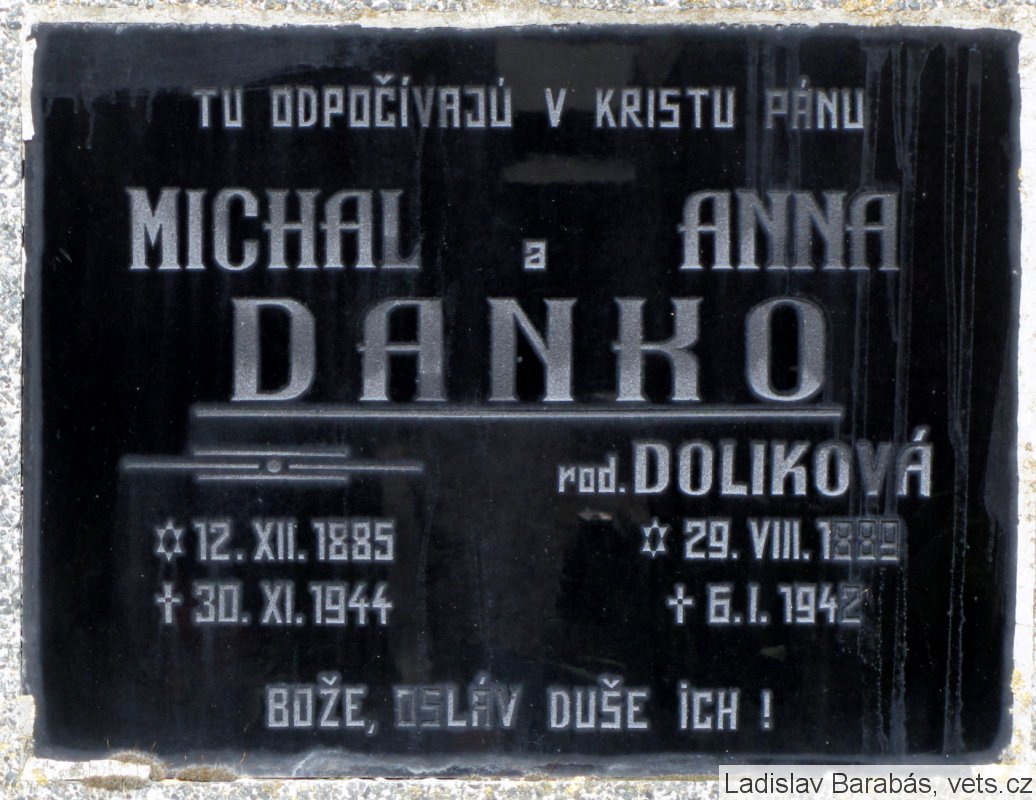 TU ODPOČÍVAJÚ V KRISTU PÁNU
MICHAL a ANNA
DANKO
rod. DOLIKOVÁ
✡ 12. XII. 1885 ✡ 29. VIII. 1889
† 30. XI. 1944 † 6. I. 1942
BOŽE, OSLÁV DUŠE ICH !
Ladislav Barabás, vets.cz